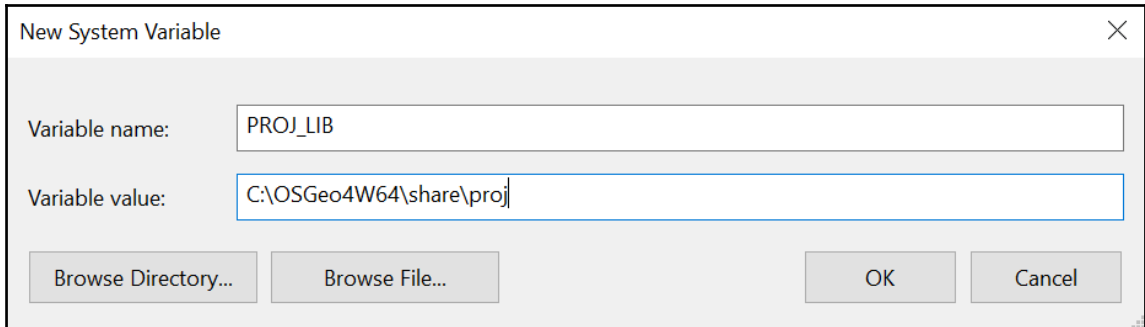 New System Variable
Variable name:
PROJ_LIB
Variable value:
C:\OSGeo4W64\share\proj
Browse Directory...
Browse File...
OK
Cancel